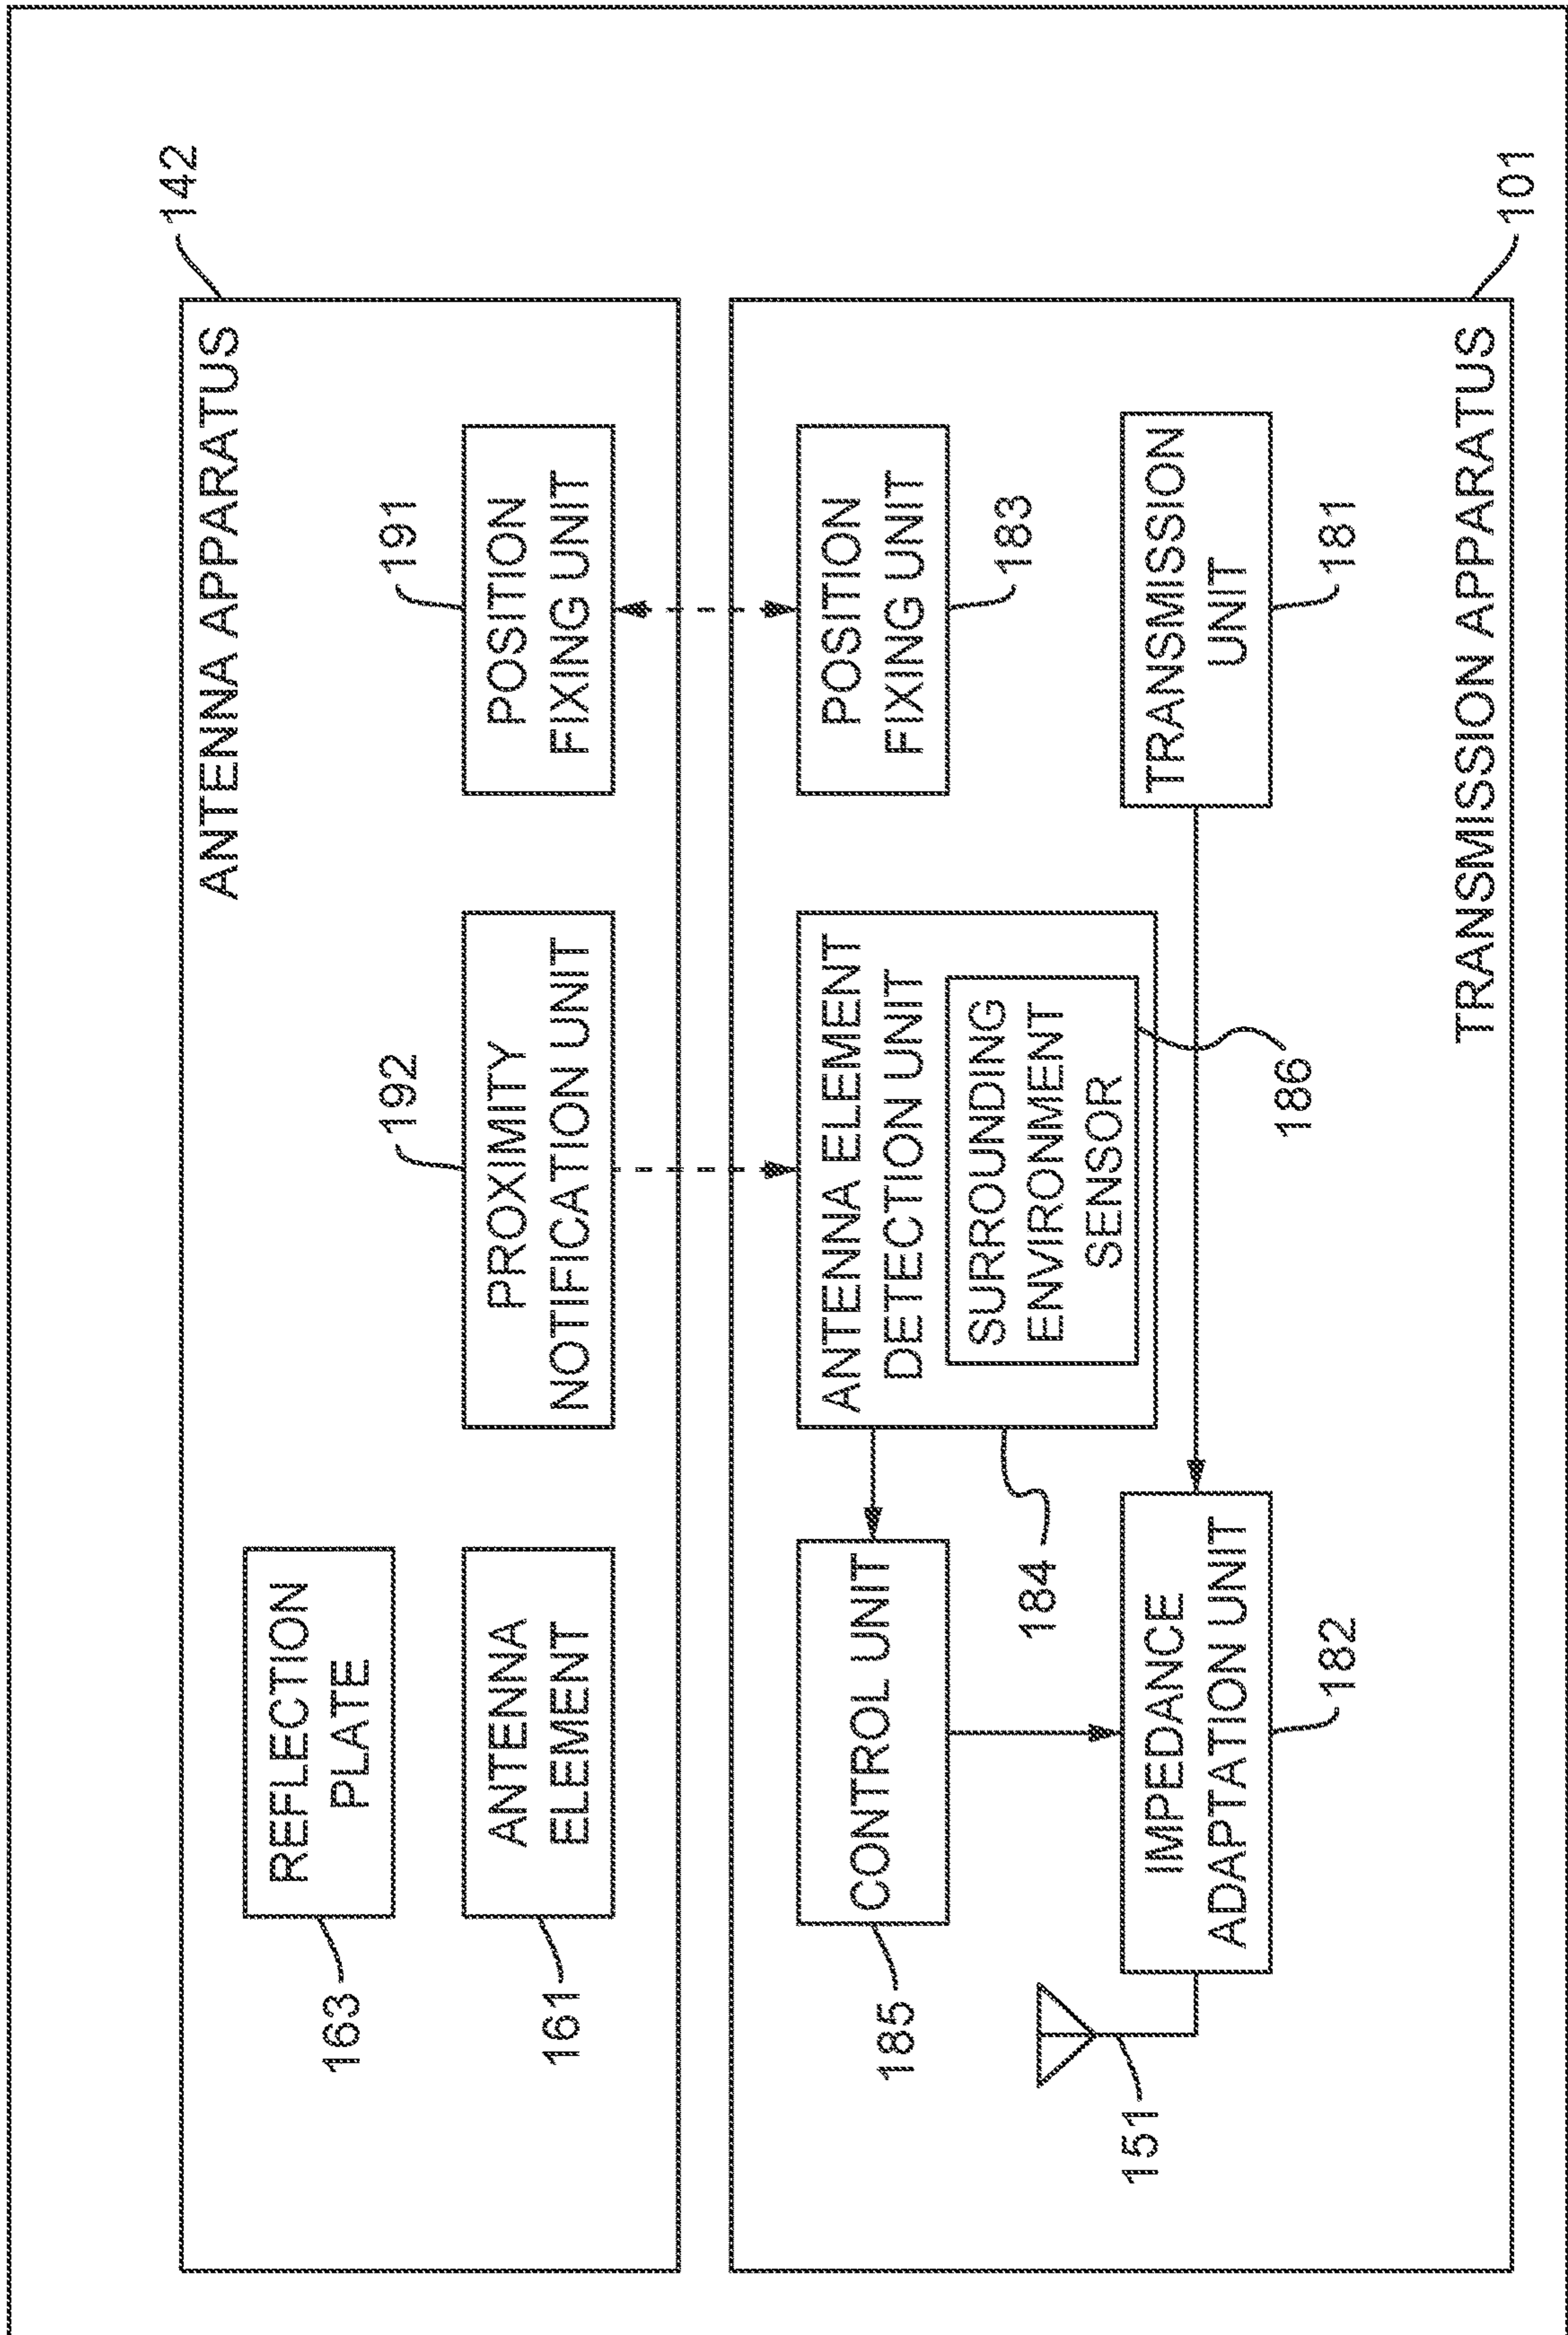 142
ANTENNA APPARATUS
REFLECTION
PLATE
163
192
191
ANTENNA
ELEMENT
161
PROXIMITY
NOTIFICATION UNIT
POSITION
FIXING UNIT
CONTROL UNIT
185
ANTENNA ELEMENT
DETECTION UNIT
SURROUNDING
ENVIRONMENT
SENSOR
POSITION
FIXING UNIT
183
184
186
151
IMPEDANCE
ADAPTATION UNIT
182
TRANSMISSION
UNIT
181
TRANSMISSION APPARATUS
101